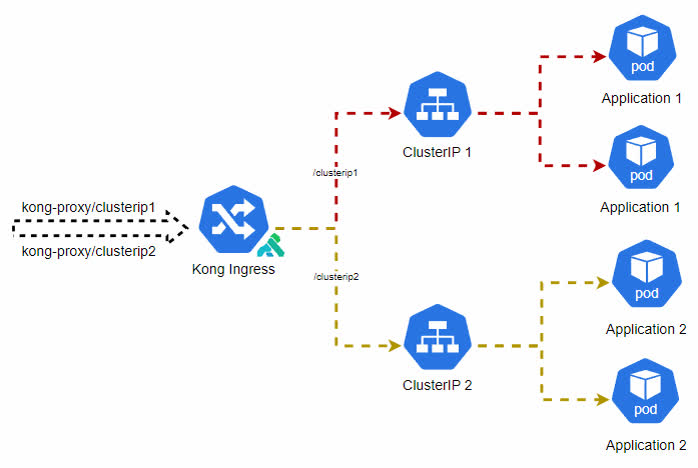 pod
Application 1
ClusterIP 1
/clusterip1
pod
Application 1
kong-proxy/clusterip1
kong-proxy/clusterip2
Kong Ingress
/clusterip2
pod
Application 2
ClusterIP 2
pod
Application 2